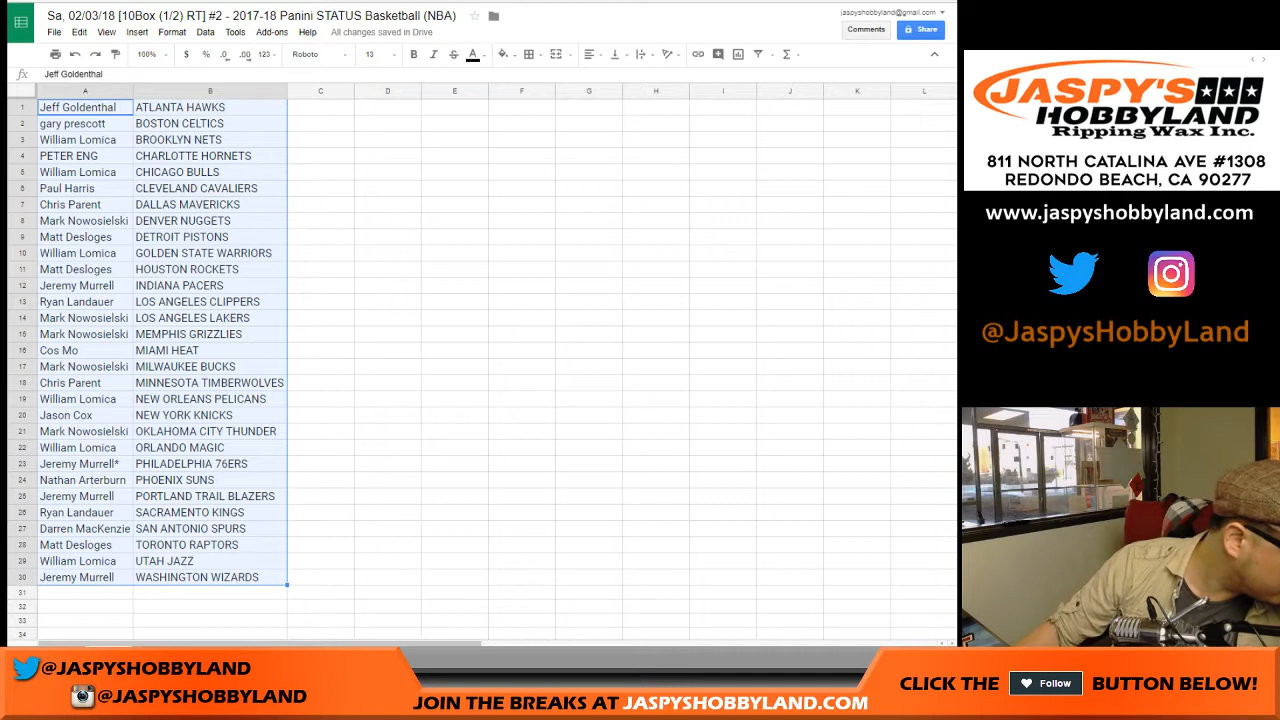 Sa, 02/03/18 [10Box (1/2) RT] #2 - 2017-18 Panini STATUS Basketball (NBA)
jaspyshobbyland@gmail.com
File Edit View Insert Format Data Tools Add-ons Help All changes saved in Drive
Comments Share
100% $ % .0 .00 123 Roboto 13 B I S A
fx Jeff Goldenthal
A B C D E F G H I J K L
1 Jeff Goldenthal ATLANTA HAWKS
2 gary prescott BOSTON CELTICS
3 William Lomica BROOKLYN NETS
4 PETER ENG CHARLOTTE HORNETS
5 William Lomica CHICAGO BULLS
6 Paul Harris CLEVELAND CAVALIERS
7 Chris Parent DALLAS MAVERICKS
8 Mark Nowosielski DENVER NUGGETS
9 Matt Desloges DETROIT PISTONS
10 William Lomica GOLDEN STATE WARRIORS
11 Matt Desloges HOUSTON ROCKETS
12 Jeremy Murrell INDIANA PACERS
13 Ryan Landauer LOS ANGELES CLIPPERS
14 Mark Nowosielski LOS ANGELES LAKERS
15 Mark Nowosielski MEMPHIS GRIZZLIES
16 Cos Mo MIAMI HEAT
17 Mark Nowosielski MILWAUKEE BUCKS
18 Chris Parent MINNESOTA TIMBERWOLVES
19 William Lomica NEW ORLEANS PELICANS
20 Jason Cox NEW YORK KNICKS
21 Mark Nowosielski OKLAHOMA CITY THUNDER
22 William Lomica ORLANDO MAGIC
23 Jeremy Murrell* PHILADELPHIA 76ERS
24 Nathan Arterburn PHOENIX SUNS
25 Jeremy Murrell PORTLAND TRAIL BLAZERS
26 Ryan Landauer SACRAMENTO KINGS
27 Darren MacKenzie SAN ANTONIO SPURS
28 Matt Desloges TORONTO RAPTORS
29 William Lomica UTAH JAZZ
30 Jeremy Murrell WASHINGTON WIZARDS
31
32
33
34
JASPY'S
HOBBYLAND
Ripping Wax Inc.
811 NORTH CATALINA AVE #1308
REDONDO BEACH, CA 90277
www.jaspyshobbyland.com
@JaspysHobbyLand
@JASPYSHOBBYLAND
@JASPYSHOBBYLAND
JOIN THE BREAKS AT JASPYSHOBBYLAND.COM
CLICK THE Follow BUTTON BELOW!